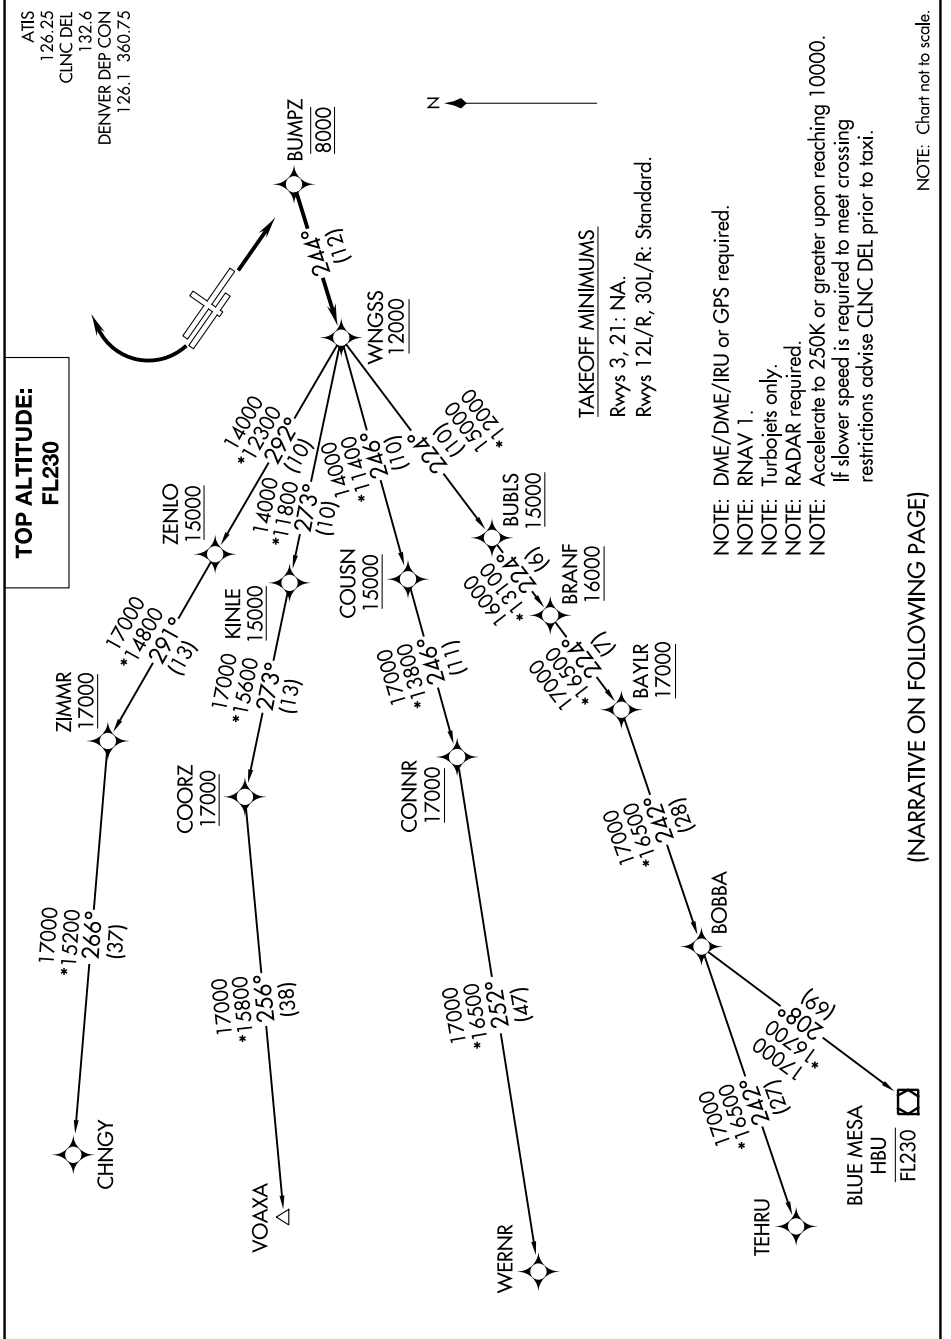 TOP ALTITUDE:
FL230
ATIS
126.25
CLNC DEL
132.6
DENVER DEP CON
126.1 360.75
BUMPZ
8000
244°
(12)
WNGSS
12000
N
14000
*12300
292°
(10)
ZENLO
15000
17000
*14800
291°
(13)
ZIMMR
17000
17000
*15200
266°
(37)
CHNGY
14000
*11800
273°
(10)
KINLE
15000
17000
*15600
273°
(13)
COORZ
17000
17000
*15800
256°
(38)
VOAXA
14000
*11400
246°
(10)
COUSN
15000
17000
*13800
246°
(11)
CONNR
17000
17000
*16500
252°
(47)
WERNR
224°
(10)
15000
*12000
BUBLS
15000
16000
*13100
224°
(6)
BRANF
16000
17000
*16500
224°
(7)
BAYLR
17000
17000
*16500
242°
(28)
BOBBA
17000
*16500
242°
(27)
TEHRU
17000
*16700
208°
(69)
BLUE MESA
HBU
FL230
TAKEOFF MINIMUMS
Rwys 3, 21: NA.
Rwys 12L/R, 30L/R: Standard.
NOTE: DME/DME/IRU or GPS required.
NOTE: RNAV 1.
NOTE: Turbojets only.
NOTE: RADAR required.
NOTE: Accelerate to 250K or greater upon reaching 10000.
If slower speed is required to meet crossing
restrictions advise CLNC DEL prior to taxi.
(NARRATIVE ON FOLLOWING PAGE)
NOTE: Chart not to scale.